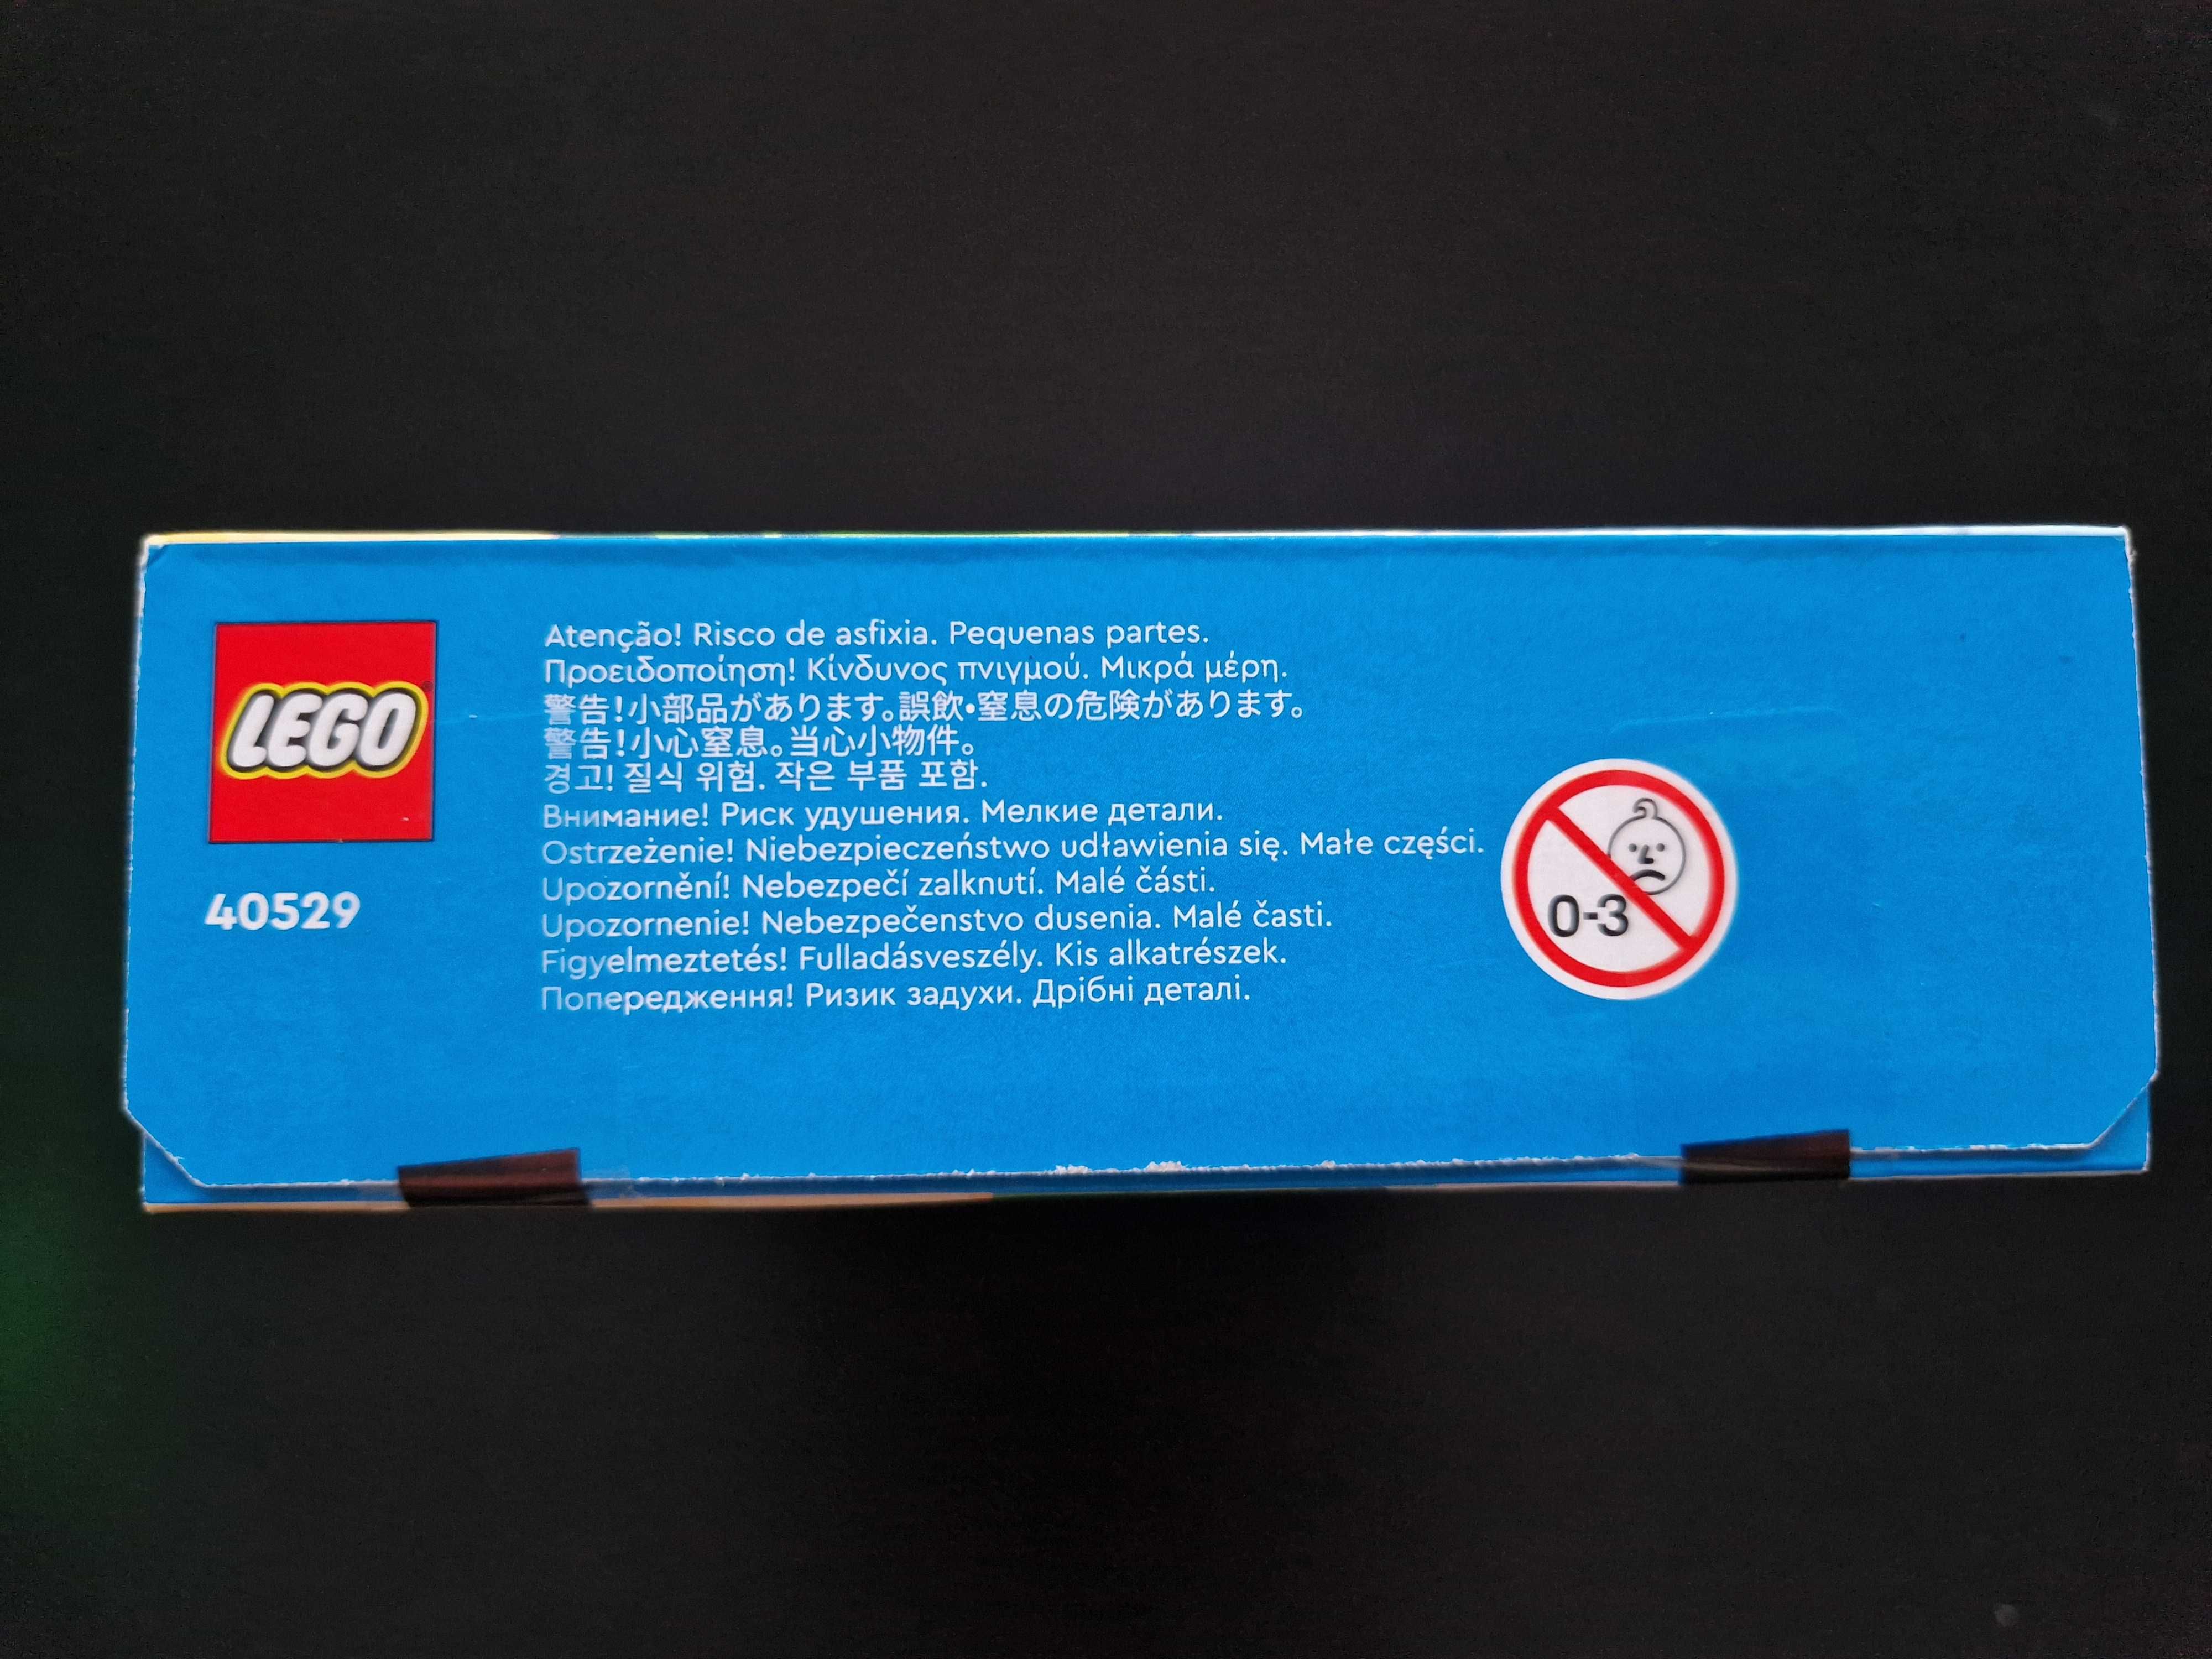 LEGO
40529
Atenção! Risco de asfixia. Pequenas partes.
Προειδοποίηση! Κίνδυνος πνιγμού. Μικρά μέρη.
警告!小部品があります。誤飲•窒息の危険があります。
警告!小心窒息。当心小物件。
경고! 질식 위험. 작은 부품 포함.
Внимание! Риск удушения. Мелкие детали.
Ostrzeżenie! Niebezpieczeństwo udławienia się. Małe części.
Upozornění! Nebezpečí zalknutí. Malé části.
Upozornenie! Nebezpečenstvo dusenia. Malé časti.
Figyelmeztetés! Fulladásveszély. Kis alkatrészek.
Попередження! Ризик задухи. Дрібні деталі.
0-3